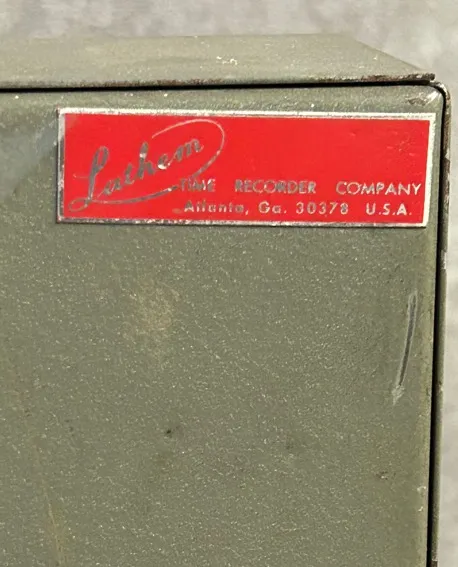 Lathem
TIME RECORDER COMPANY
Atlanta, Ga. 30378 U.S.A.